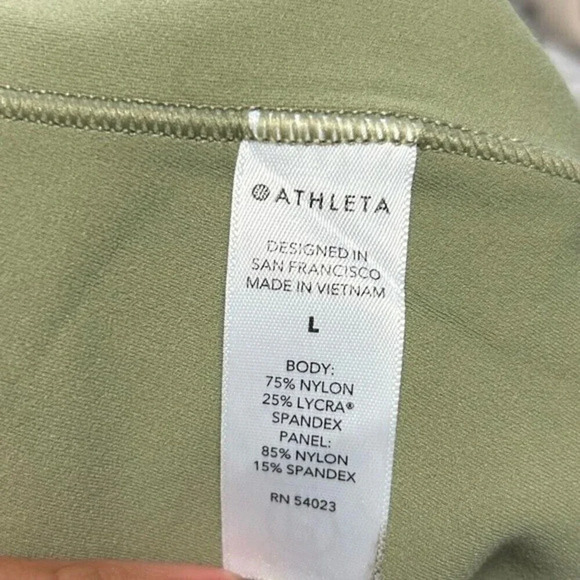 ATHLETA
DESIGNED IN
SAN FRANCISCO
MADE IN VIETNAM
L
BODY:
75% NYLON
25% LYCRA®
SPANDEX
PANEL:
85% NYLON
15% SPANDEX
RN 54023